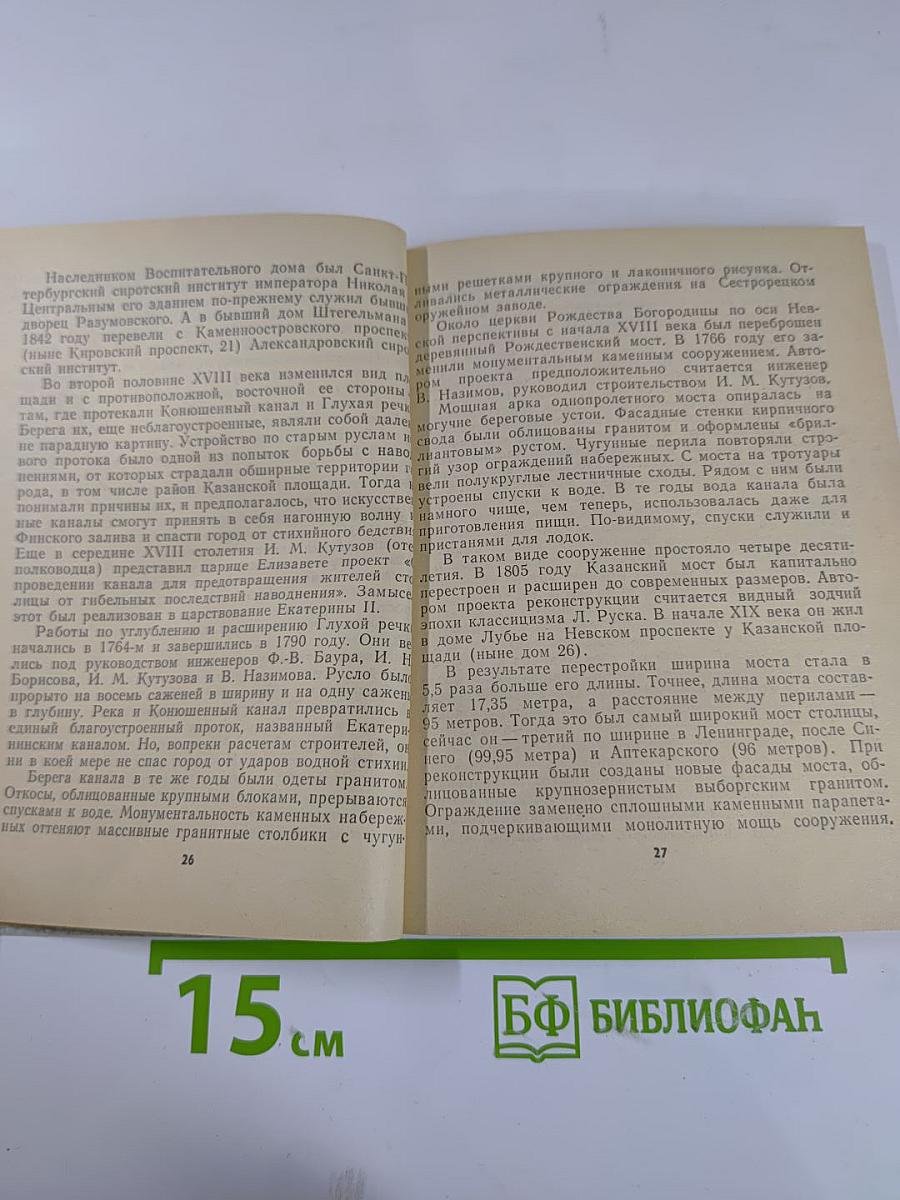 Наследником Воспитательного дома был Санкт-П
тербургский сиротский институт императора Николая
Центральным его зданием по-прежнему служил бывш
дворец Разумовского. А в бывший дом Штегельмана
1842 году перевели с Каменноостровского проспек
(ныне Кировский проспект, 21) Александровский сиро
ский институт.
Во второй половине XVIII века изменился вид пл
щади и с противоположной, восточной ее стороны
там, где протекали Конюшенный канал и Глухая речк
Берега их, еще неблагоустроенные, являли собой дале
не парадную картину. Устройство по старым руслам н
вого протока было одной из попыток борьбы с навод
нениями, от которых страдали обширные территории г
рода, в том числе район Казанской площади. Тогда
понимали причины их, и предполагалось, что искусстве
ные каналы смогут принять в себя нагонную волну
Финского залива и спасти город от стихийного бедстви
Еще в середине XVIII столетия И. М. Кутузов (оте
полководца) представил царице Елизавете проект «
проведении канала для предотвращения жителей сто
лицы от гибельных последствий наводнения». Замысе
этот был реализован в царствование Екатерины II.
Работы по углублению и расширению Глухой речк
начались в 1764-м и завершились в 1790 году. Они ве
лись под руководством инженеров Ф.-В. Баура, И. Н
Борисова, И. М. Кутузова и В. Назимова. Русло было
прорыто на восемь саженей в ширину и на одну сажен
в глубину. Река и Конюшенный канал превратились в
единый благоустроенный проток, названный Екатери
нинским каналом. Но, вопреки расчетам строителей, он
ни в коей мере не спас город от ударов водной стихии
Берега канала в те же годы были одеты гранитом
Откосы, облицованные крупными блоками, прерываются
спусками к воде. Монументальность каменных набереж-
ных оттеняют массивные гранитные столбики с чугун-
26
ными решетками крупного и лаконичного рисунка. От-
ливались металлические ограждения на Сестрорецком
оружейном заводе.
Около церкви Рождества Богородицы по оси Нев-
ской перспективы с начала XVIII века был переброшен
деревянный Рождественский мост. В 1766 году его за-
менили монументальным каменным сооружением. Авто-
ром проекта предположительно считается инженер
В. Назимов, руководил строительством И. М. Кутузов.
Мощная арка однопролетного моста опиралась на
могучие береговые устои. Фасадные стенки кирпичного
свода были облицованы гранитом и оформлены «брил-
лиантовым» рустом. Чугунные перила повторяли стро-
гий узор ограждений набережных. С моста на тротуары
вели полукруглые лестничные сходы. Рядом с ним были
устроены спуски к воде. В те годы вода канала была
намного чище, чем теперь, использовалась даже для
приготовления пищи. По-видимому, спуски служили и
пристанями для лодок.
В таком виде сооружение простояло четыре десяти-
летия. В 1805 году Казанский мост был капитально
перестроен и расширен до современных размеров. Авто-
ром проекта реконструкции считается видный зодчий
эпохи классицизма Л. Руска. В начале XIX века он жил
в доме Лубье на Невском проспекте у Казанской пло-
щади (ныне дом 26).
В результате перестройки ширина моста стала в
5,5 раза больше его длины. Точнее, длина моста состав-
ляет 17,35 метра, а расстояние между перилами —
95 метров. Тогда это был самый широкий мост столицы,
сейчас он — третий по ширине в Ленинграде, после Си-
него (99,95 метра) и Аптекарского (96 метров). При
реконструкции были созданы новые фасады моста, об-
лицованные крупнозернистым выборгским гранитом.
Ограждение заменено сплошными каменными парапета-
ми, подчеркивающими монолитную мощь сооружения.
27
15 см
БФ БИБЛИОФАН